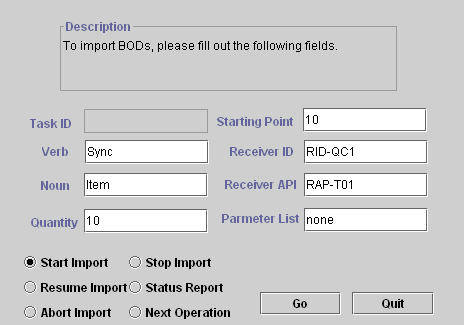 Description
To import BODs, please fill out the following fields.
Task ID
Starting Point 10
Verb Sync
Receiver ID RID-QC1
Noun Item
Receiver API RAP-T01
Quantity 10
Parmeter List none
Start Import Stop Import
Resume Import Status Report
Abort Import Next Operation
Go Quit